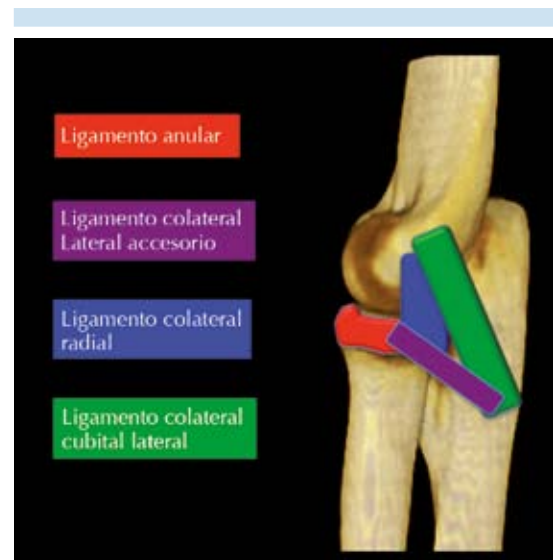 Ligamento anular
Ligamento colateral
Lateral accesorio
Ligamento colateral
radial
Ligamento colateral
cubital lateral